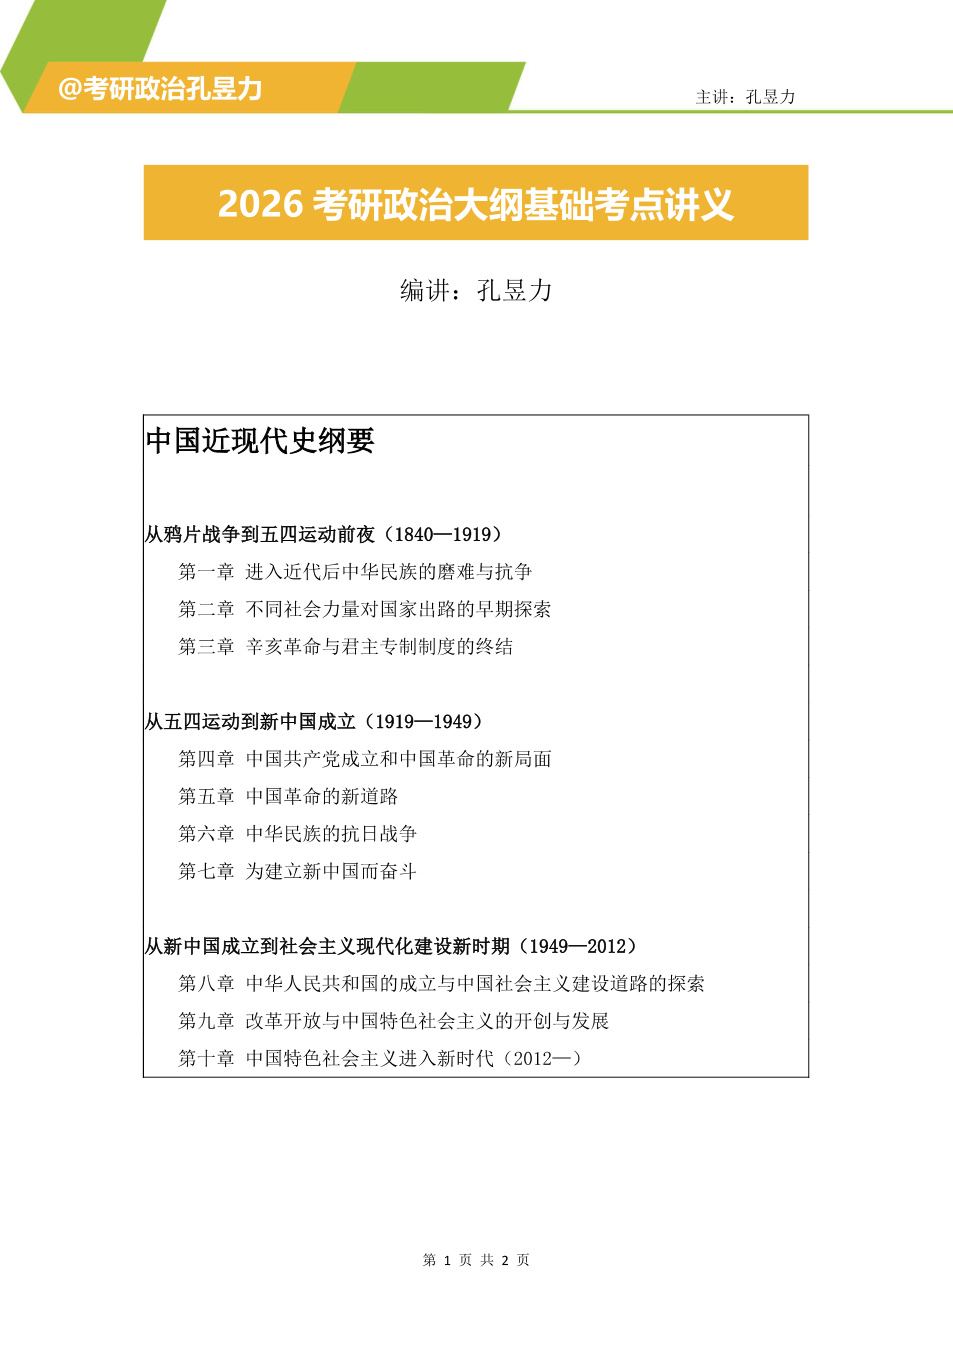 @考研政治孔昱力
主讲：孔昱力
2026 考研政治大纲基础考点讲义
编讲：孔昱力
中国近现代史纲要
从鸦片战争到五四运动前夜（1840—1919）
第一章 进入近代后中华民族的磨难与抗争
第二章 不同社会力量对国家出路的早期探索
第三章 辛亥革命与君主专制制度的终结
从五四运动到新中国成立（1919—1949）
第四章 中国共产党成立和中国革命的新局面
第五章 中国革命的新道路
第六章 中华民族的抗日战争
第七章 为建立新中国而奋斗
从新中国成立到社会主义现代化建设新时期（1949—2012）
第八章 中华人民共和国的成立与中国社会主义建设道路的探索
第九章 改革开放与中国特色社会主义的开创与发展
第十章 中国特色社会主义进入新时代（2012—）
第 1 页 共 2 页